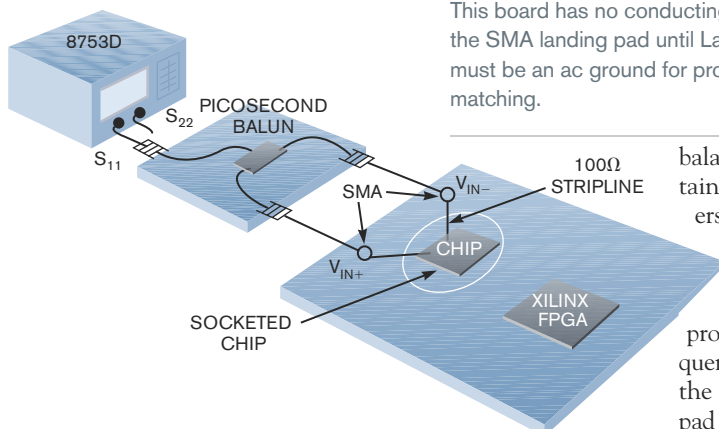 This board has no conducting
the SMA landing pad until La
must be an ac ground for pro
matching.
8753D
S22
S11
PICOSECOND
BALUN
SMA
VIN−
VIN+
100Ω
STRIPLINE
CHIP
SOCKETED
CHIP
XILINX
FPGA
bala
tain
ers
pro
quer
the
pad